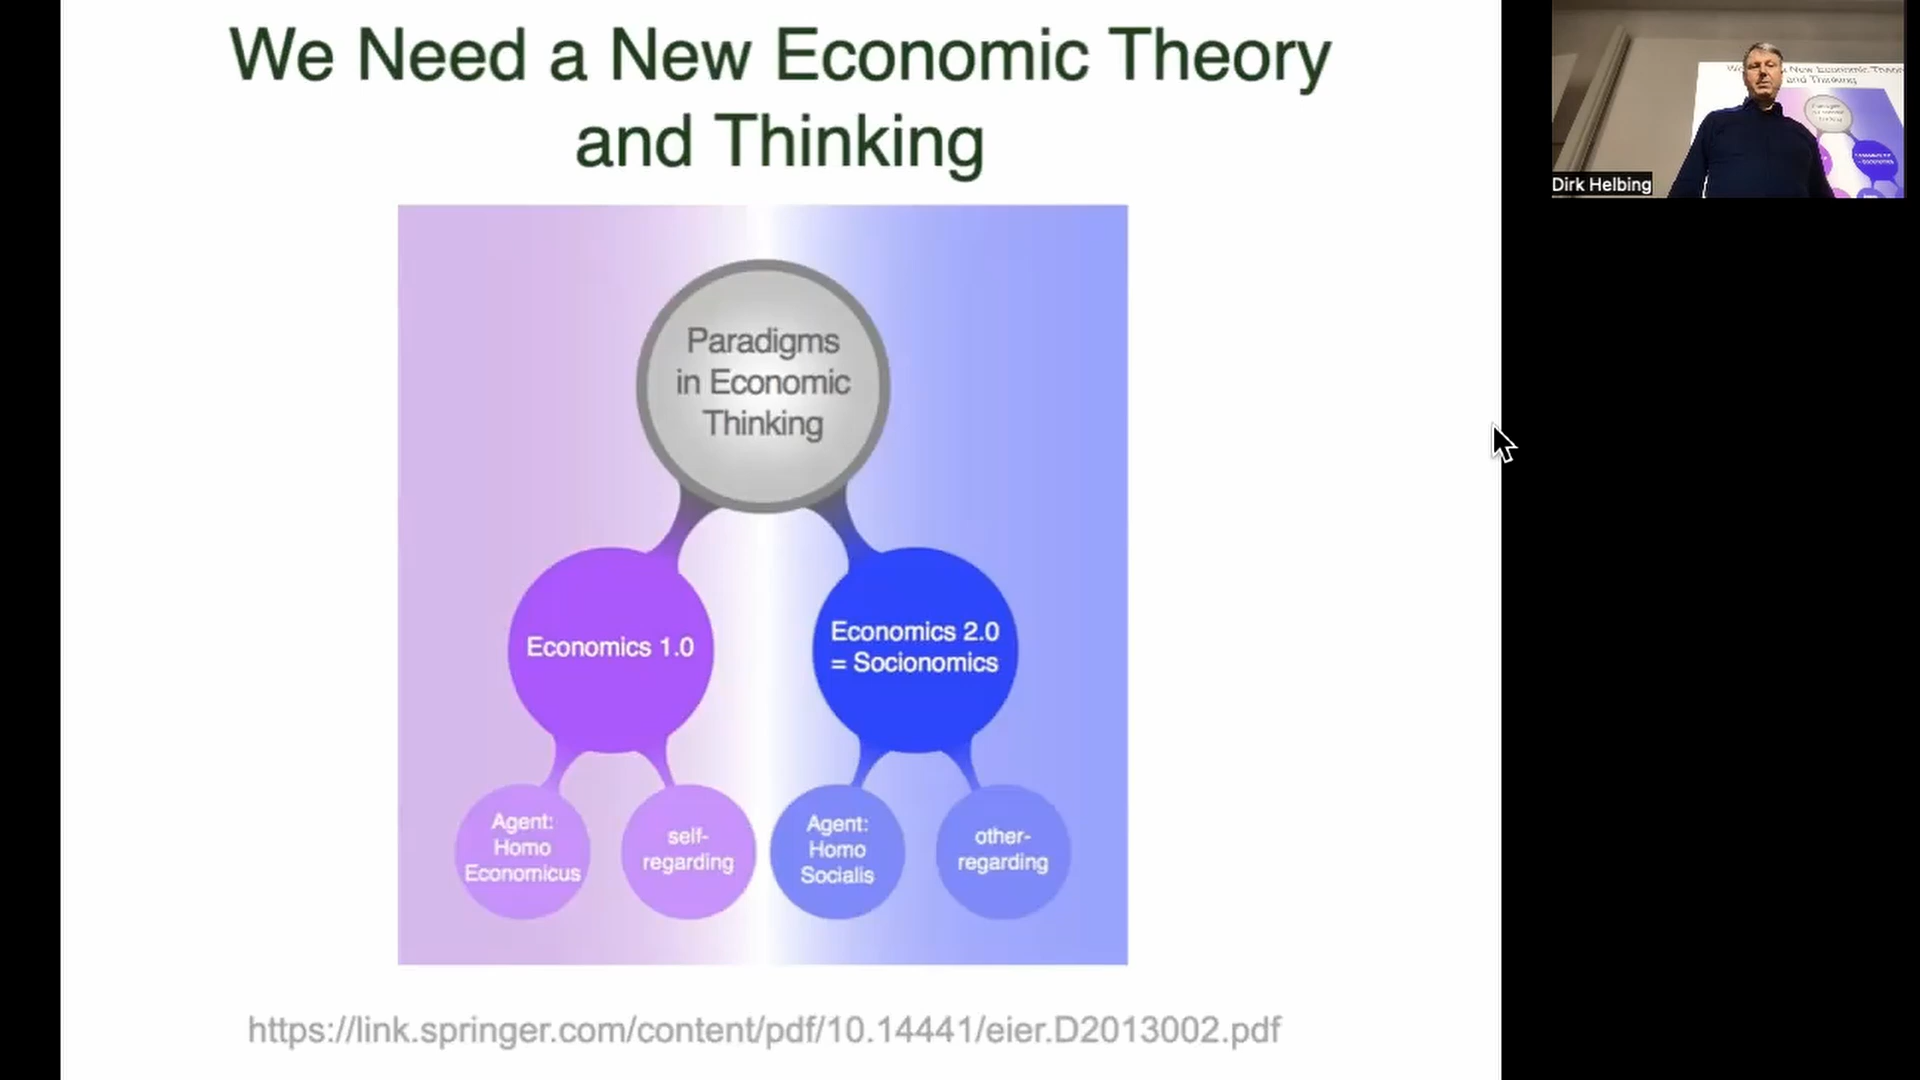 We Need a New Economic Theory
and Thinking
Paradigms
in Economic
Thinking
Economics 1.0
Economics 2.0
= Socionomics
Agent:
Homo
Economicus
self-
regarding
Agent:
Homo
Socialis
other-
regarding
https://link.springer.com/content/pdf/10.14441/eier.D2013002.pdf
Dirk Helbing